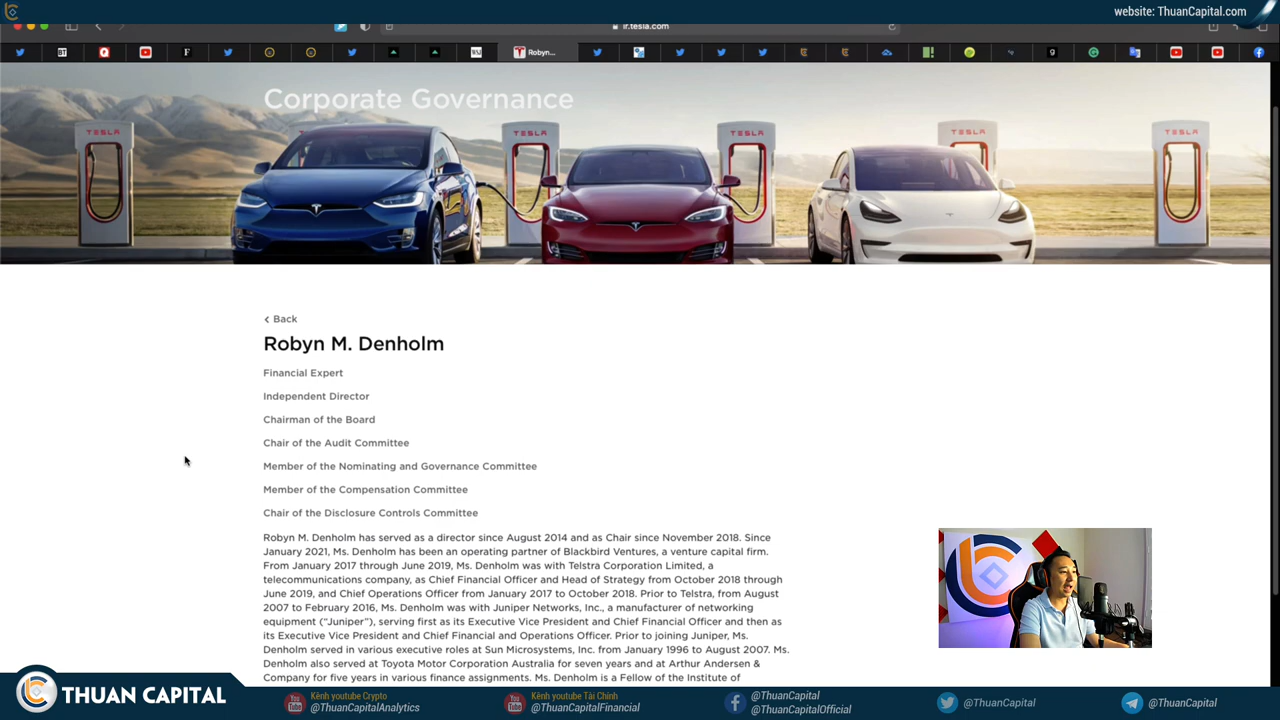 website: ThuanCapital.com
ir.tesla.com
Robyn...
Corporate Governance
TESLA
TESLA
TESLA
TESLA
TESLA
Back
Robyn M. Denholm
Financial Expert
Independent Director
Chairman of the Board
Chair of the Audit Committee
Member of the Nominating and Governance Committee
Member of the Compensation Committee
Chair of the Disclosure Controls Committee
Robyn M. Denholm has served as a director since August 2014 and as Chair since November 2018. Since
January 2021, Ms. Denholm has been an operating partner of Blackbird Ventures, a venture capital firm.
From January 2017 through June 2019, Ms. Denholm was with Telstra Corporation Limited, a
telecommunications company, as Chief Financial Officer and Head of Strategy from October 2018 through
June 2019, and Chief Operations Officer from January 2017 to October 2018. Prior to Telstra, from August
2007 to February 2016, Ms. Denholm was with Juniper Networks, Inc., a manufacturer of networking
equipment (“Juniper”), serving first as its Executive Vice President and Chief Financial Officer and then as
its Executive Vice President and Chief Financial and Operations Officer. Prior to joining Juniper, Ms.
Denholm served in various executive roles at Sun Microsystems, Inc. from January 1996 to August 2007. Ms.
Denholm also served at Toyota Motor Corporation Australia for seven years and at Arthur Andersen &
Company for five years in various finance assignments. Ms. Denholm is a Fellow of the Institute of
THUAN CAPITAL
Kênh youtube Crypto
@ThuanCapitalAnalytics
Kênh youtube Tài Chính
@ThuanCapitalFinancial
@ThuanCapital
@ThuanCapitalOfficial
@ThuanCapital
@ThuanCapital